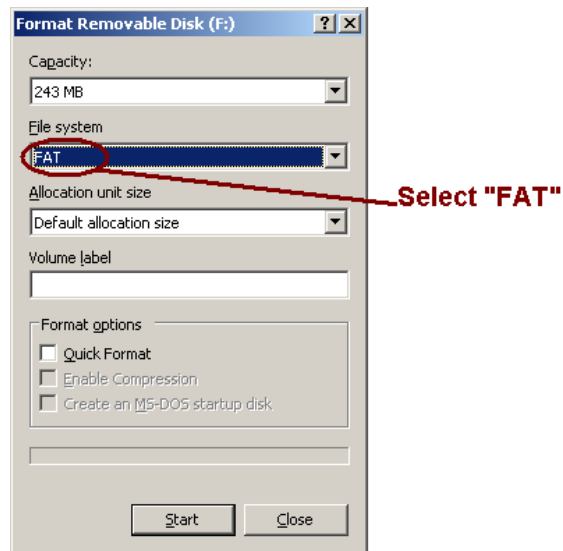 Format Removable Disk (F:)
Capacity:
243 MB
File system
FAT
Select "FAT"
Allocation unit size
Default allocation size
Volume label
Format options
Quick Format
Enable Compression
Create an MS-DOS startup disk
Start
Close